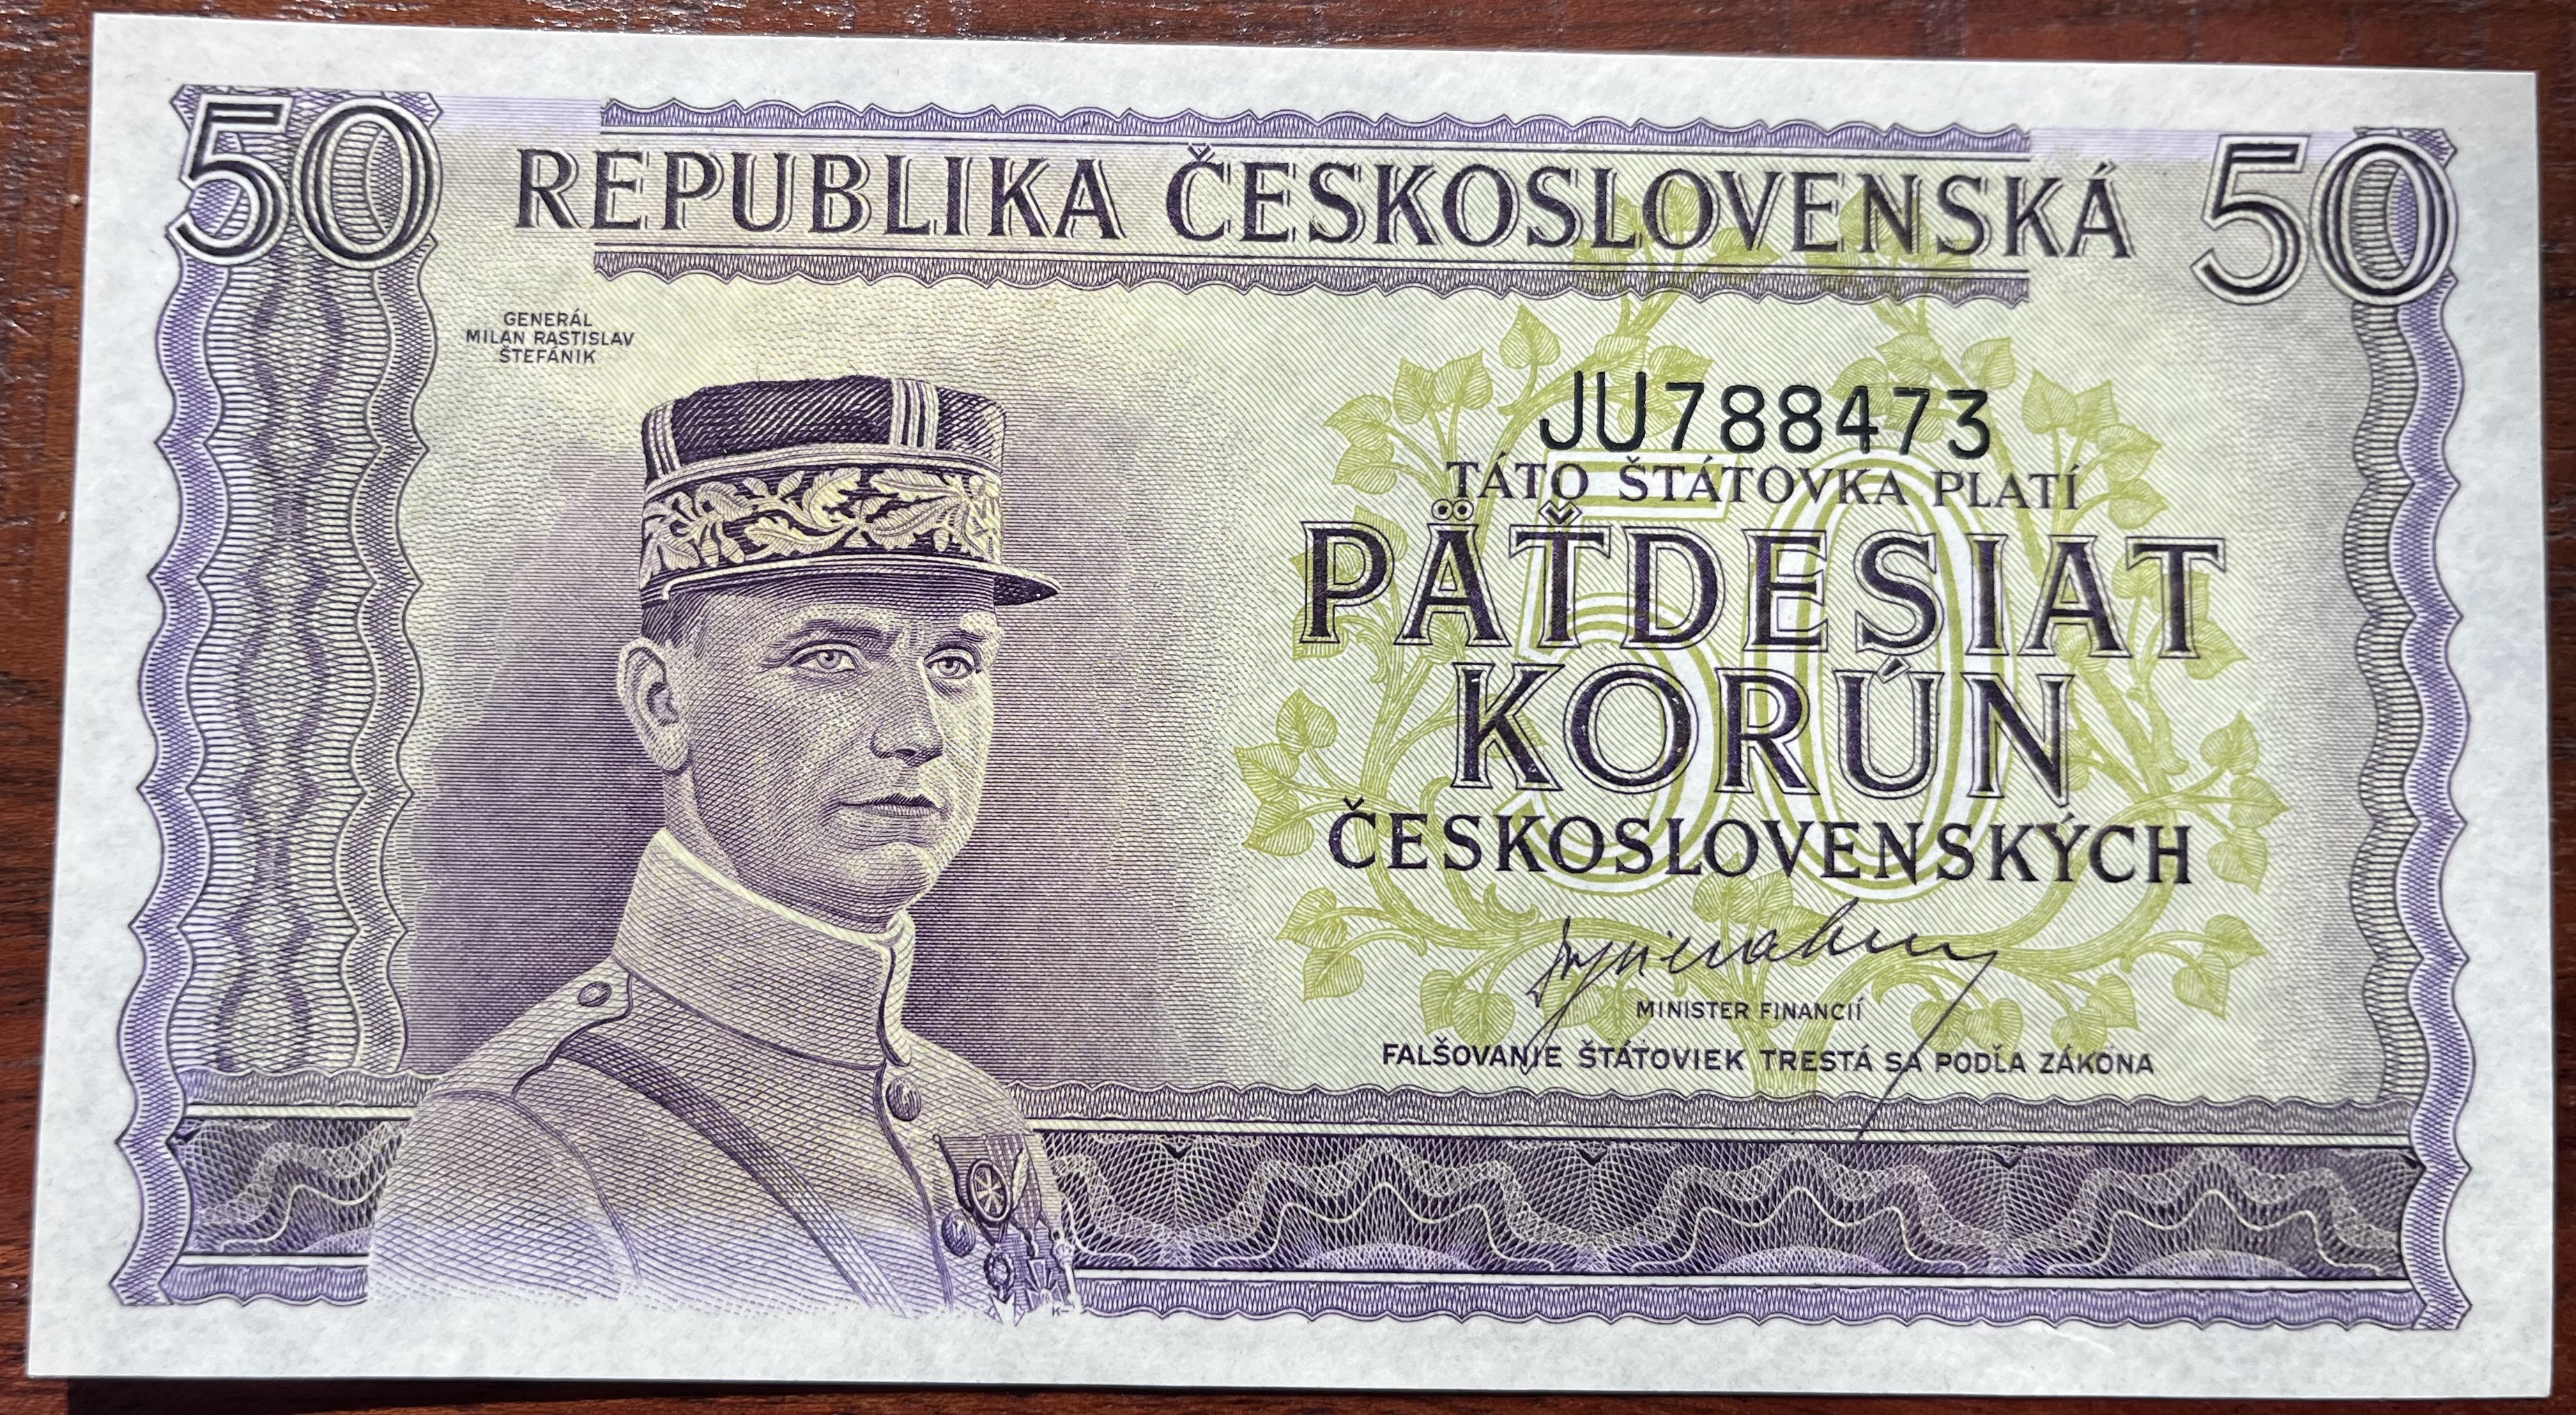 50 REPUBLIKA ČESKOSLOVENSKÁ 50
GENERÁL
MILAN RASTISLAV
ŠTEFÁNIK
JU788473
TÁTO ŠTÁTOVKA PLATÍ
PÄŤDESIAT
KORÚN
ČESKOSLOVENSKÝCH
50
MINISTER FINANCIÍ
FALŠOVANIE ŠTÁTOVIEK TRESTÁ SA PODĽA ZÁKONA